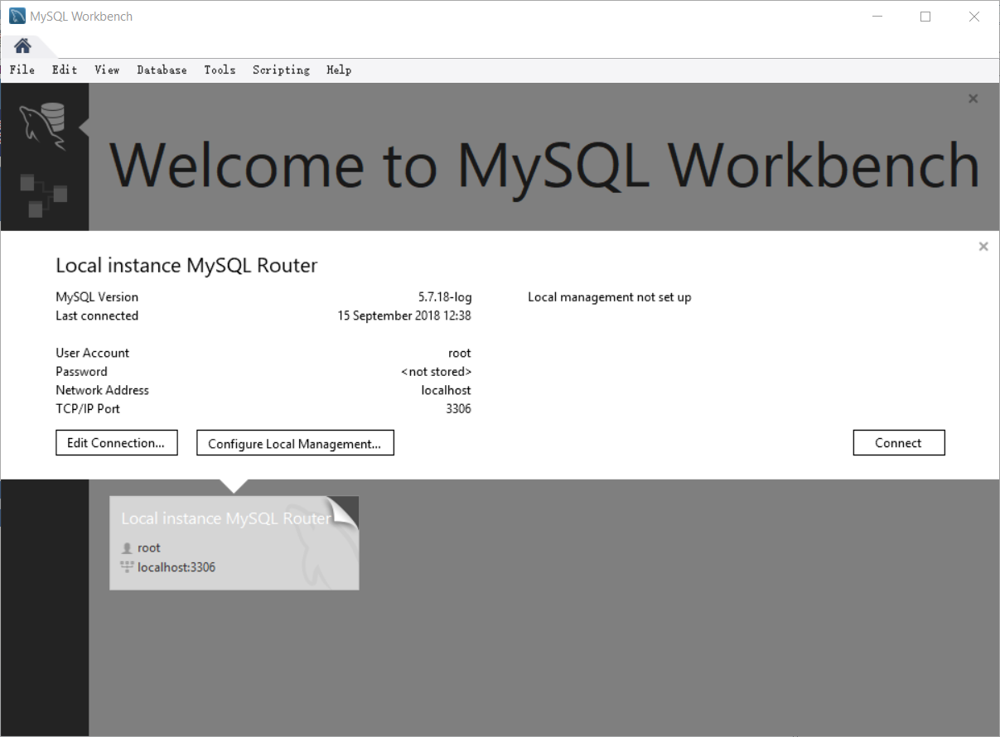 MySQL Workbench
File Edit View Database Tools Scripting Help
Welcome to MySQL Workbench
Local instance MySQL Router
MySQL Version 5.7.18-log Local management not set up
Last connected 15 September 2018 12:38
User Account root
Password <not stored>
Network Address localhost
TCP/IP Port 3306
Edit Connection... Configure Local Management... Connect
Local instance MySQL Router
root
localhost:3306